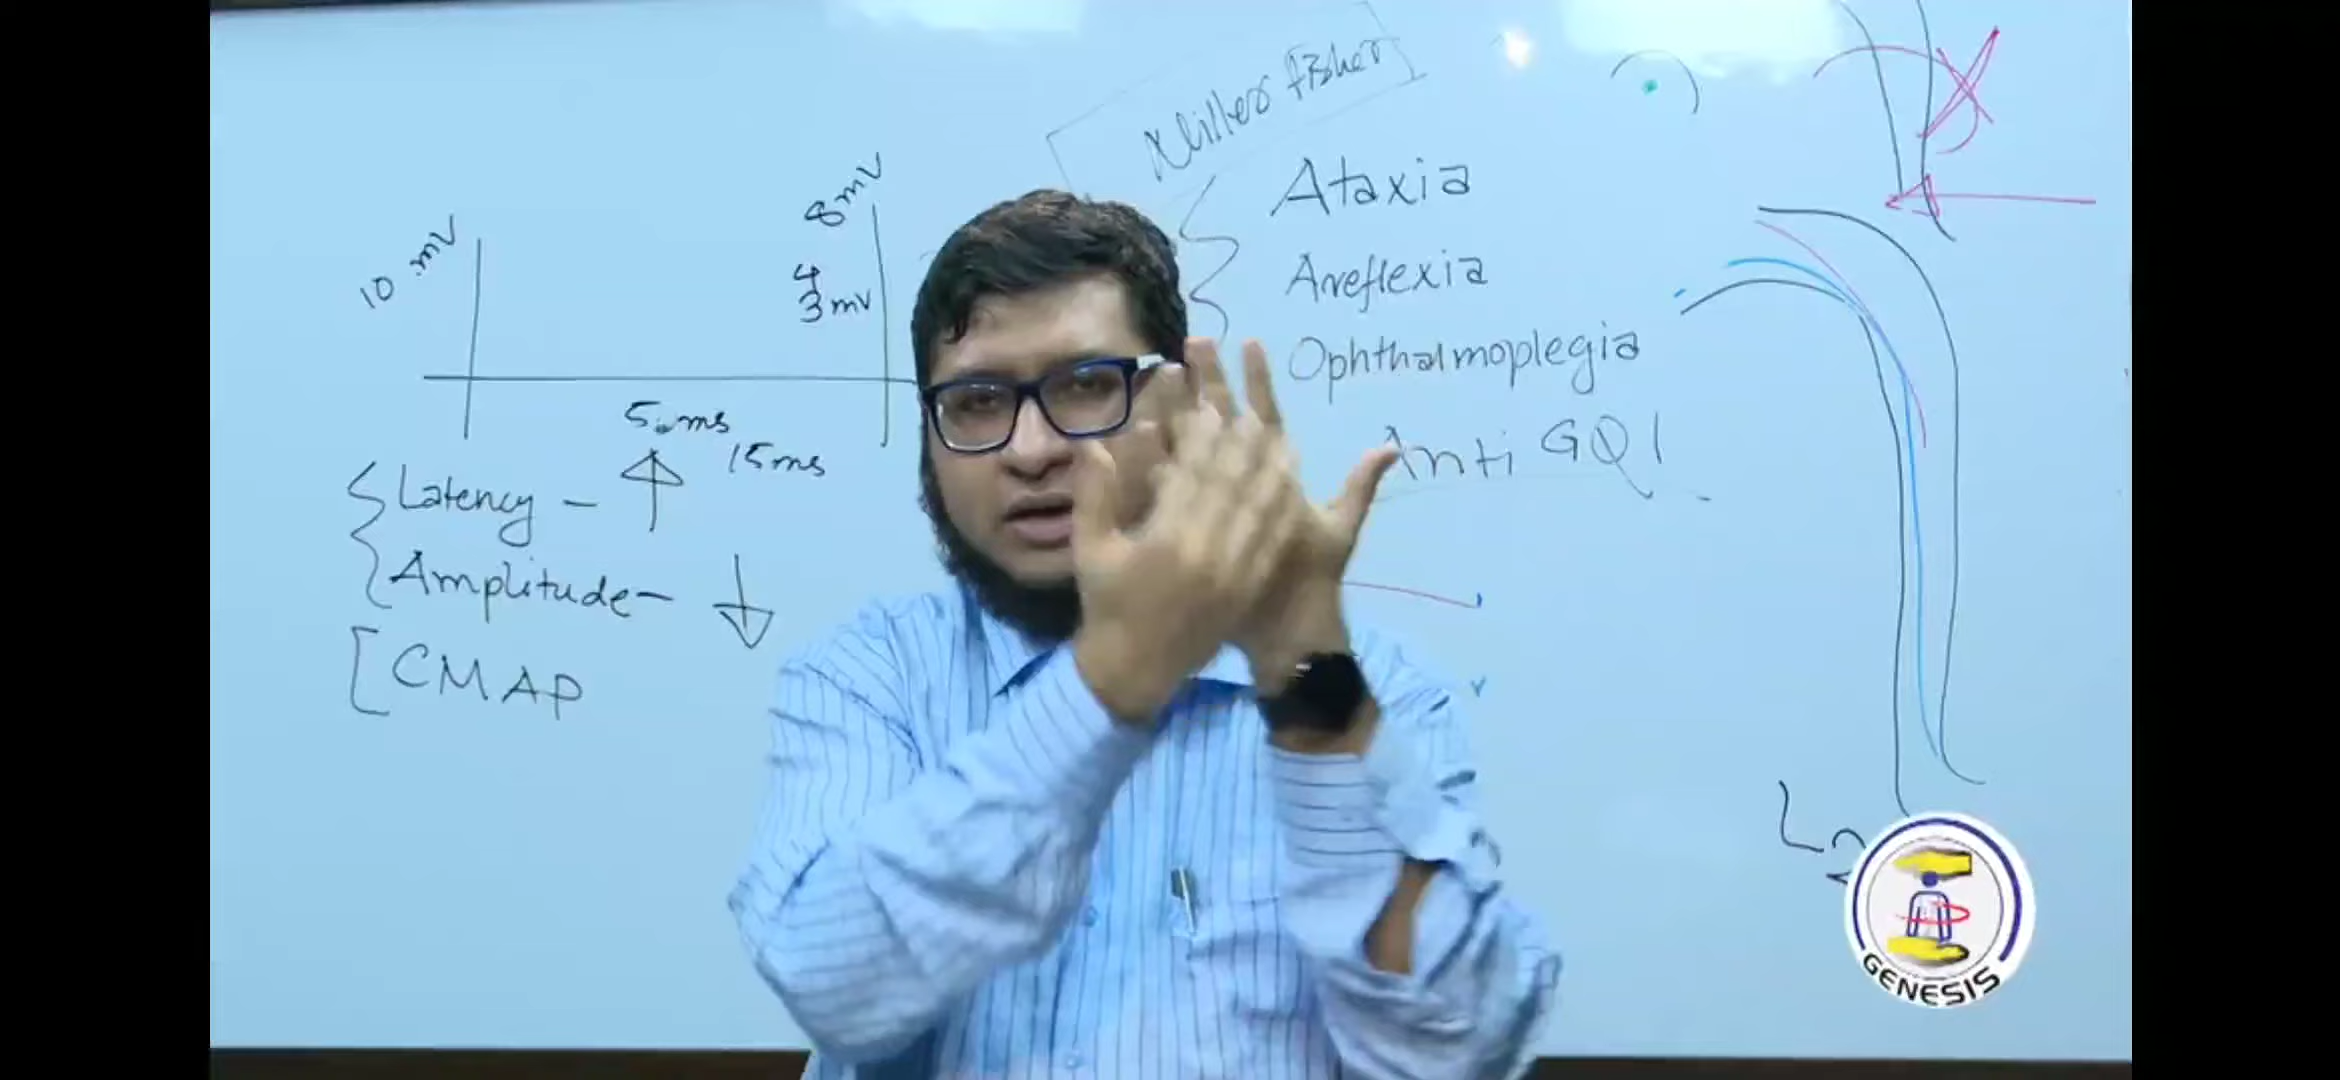 Miller fisher
Ataxia
Areflexia
Ophthalmoplegia
Anti GQ1
10 mV
8mV
4
3mV
5.ms
15ms
Latency -
Amplitude-
CMAP
GENESIS